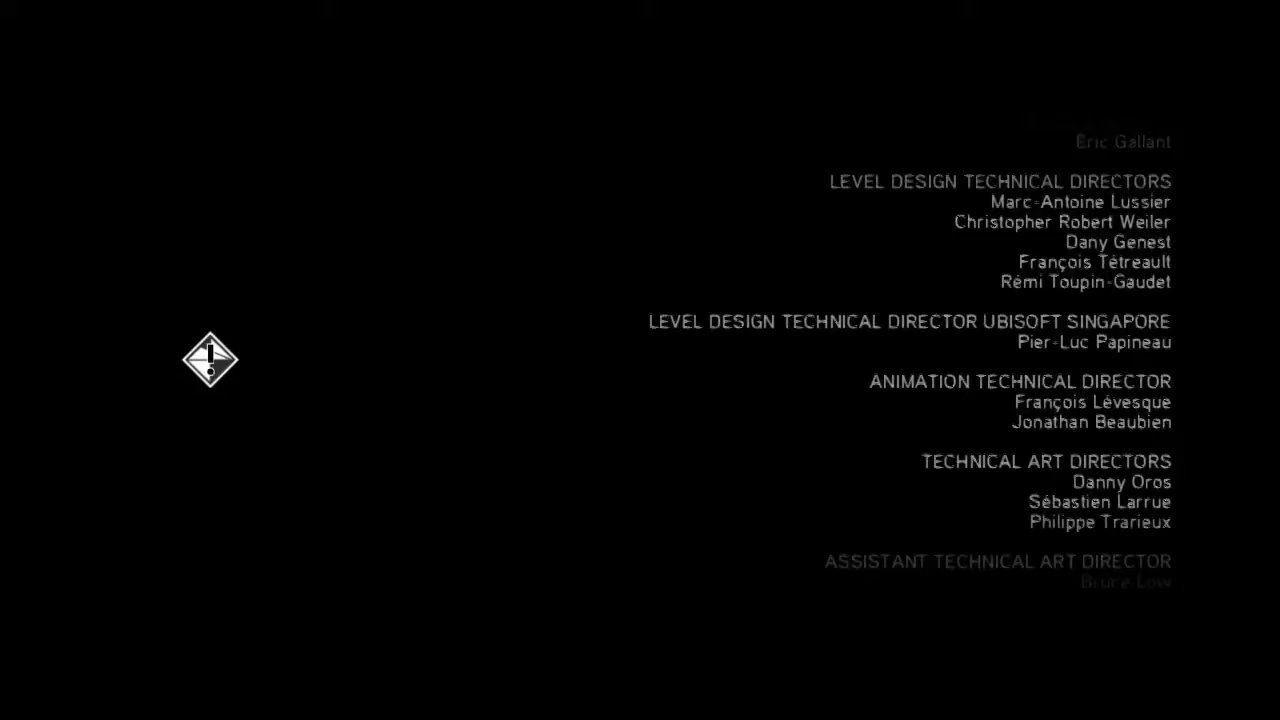 Eric Gallant
LEVEL DESIGN TECHNICAL DIRECTORS
Marc-Antoine Lussier
Christopher Robert Weiler
Dany Genest
François Tétreault
Rémi Toupin-Gaudet
LEVEL DESIGN TECHNICAL DIRECTOR UBISOFT SINGAPORE
Pier-Luc Papineau
ANIMATION TECHNICAL DIRECTOR
François Lévesque
Jonathan Beaubien
TECHNICAL ART DIRECTORS
Danny Oros
Sébastien Larrue
Philippe Trarieux
ASSISTANT TECHNICAL ART DIRECTOR
Bruce Low